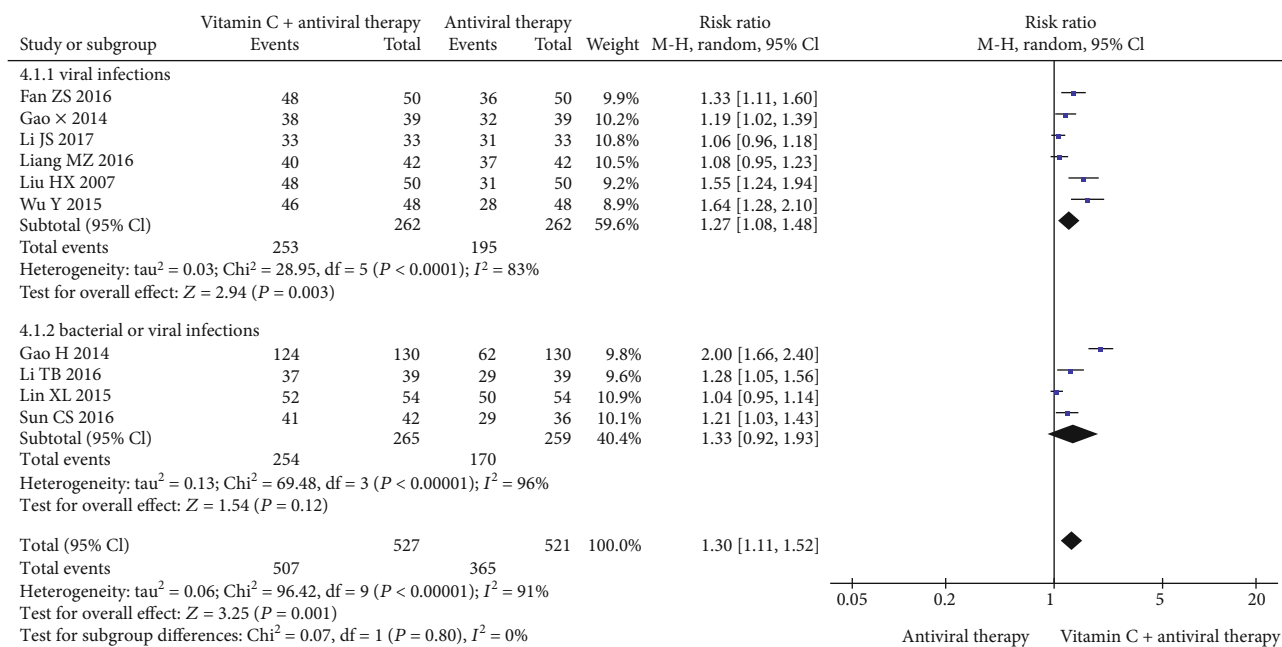 Vitamin C + antiviral therapy Antiviral therapy Risk ratio Risk ratio
Study or subgroup Events Total Events Total Weight M-H, random, 95% Cl M-H, random, 95% Cl
4.1.1 viral infections
Fan ZS 2016 48 50 36 50 9.9% 1.33 [1.11, 1.60]
Gao × 2014 38 39 32 39 10.2% 1.19 [1.02, 1.39]
Li JS 2017 33 33 31 33 10.8% 1.06 [0.96, 1.18]
Liang MZ 2016 40 42 37 42 10.5% 1.08 [0.95, 1.23]
Liu HX 2007 48 50 31 50 9.2% 1.55 [1.24, 1.94]
Wu Y 2015 46 48 28 48 8.9% 1.64 [1.28, 2.10]
Subtotal (95% Cl) 262 262 59.6% 1.27 [1.08, 1.48]
Total events 253 195
Heterogeneity: tau² = 0.03; Chi² = 28.95, df = 5 (P < 0.0001); I² = 83%
Test for overall effect: Z = 2.94 (P = 0.003)
4.1.2 bacterial or viral infections
Gao H 2014 124 130 62 130 9.8% 2.00 [1.66, 2.40]
Li TB 2016 37 39 29 39 9.6% 1.28 [1.05, 1.56]
Lin XL 2015 52 54 50 54 10.9% 1.04 [0.95, 1.14]
Sun CS 2016 41 42 29 36 10.1% 1.21 [1.03, 1.43]
Subtotal (95% Cl) 265 259 40.4% 1.33 [0.92, 1.93]
Total events 254 170
Heterogeneity: tau² = 0.13; Chi² = 69.48, df = 3 (P < 0.00001); I² = 96%
Test for overall effect: Z = 1.54 (P = 0.12)
Total (95% Cl) 527 521 100.0% 1.30 [1.11, 1.52]
Total events 507 365
Heterogeneity: tau² = 0.06; Chi² = 96.42, df = 9 (P < 0.00001); I² = 91%
Test for overall effect: Z = 3.25 (P = 0.001)
Test for subgroup differences: Chi² = 0.07, df = 1 (P = 0.80), I² = 0%
0.05 0.2 1 5 20
Antiviral therapy Vitamin C + antiviral therapy